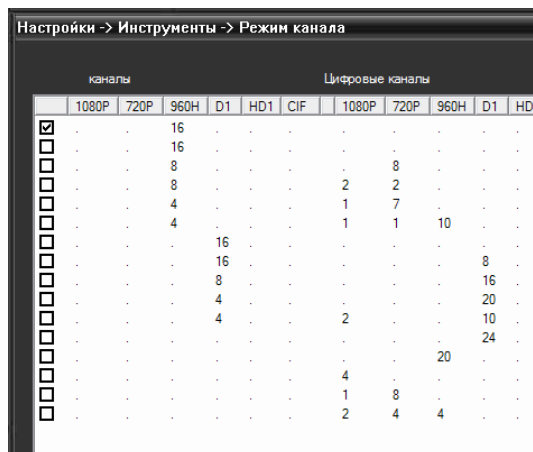 Настройки -> Инструменты -> Режим канала
каналы Цифровые каналы
1080P 720P 960H D1 HD1 CIF 1080P 720P 960H D1 HD
. . 16 . . . . . . . .
. . 16 . . . . . . . .
. . 8 . . . . 8 . . .
. . 8 . . . 2 2 . . .
. . 4 . . . 1 7 . . .
. . 4 . . . 1 1 10 . .
. . . 16 . . . . . . .
. . . 16 . . . . . 8 .
. . . 8 . . . . . 16 .
. . . 4 . . . . . 20 .
. . . 4 . . 2 . . 10 .
. . . . . . . . . 24 .
. . . . . . . . 20 . .
. . . . . . 4 . . . .
. . . . . . 1 8 . . .
. . . . . . 2 4 4 . .